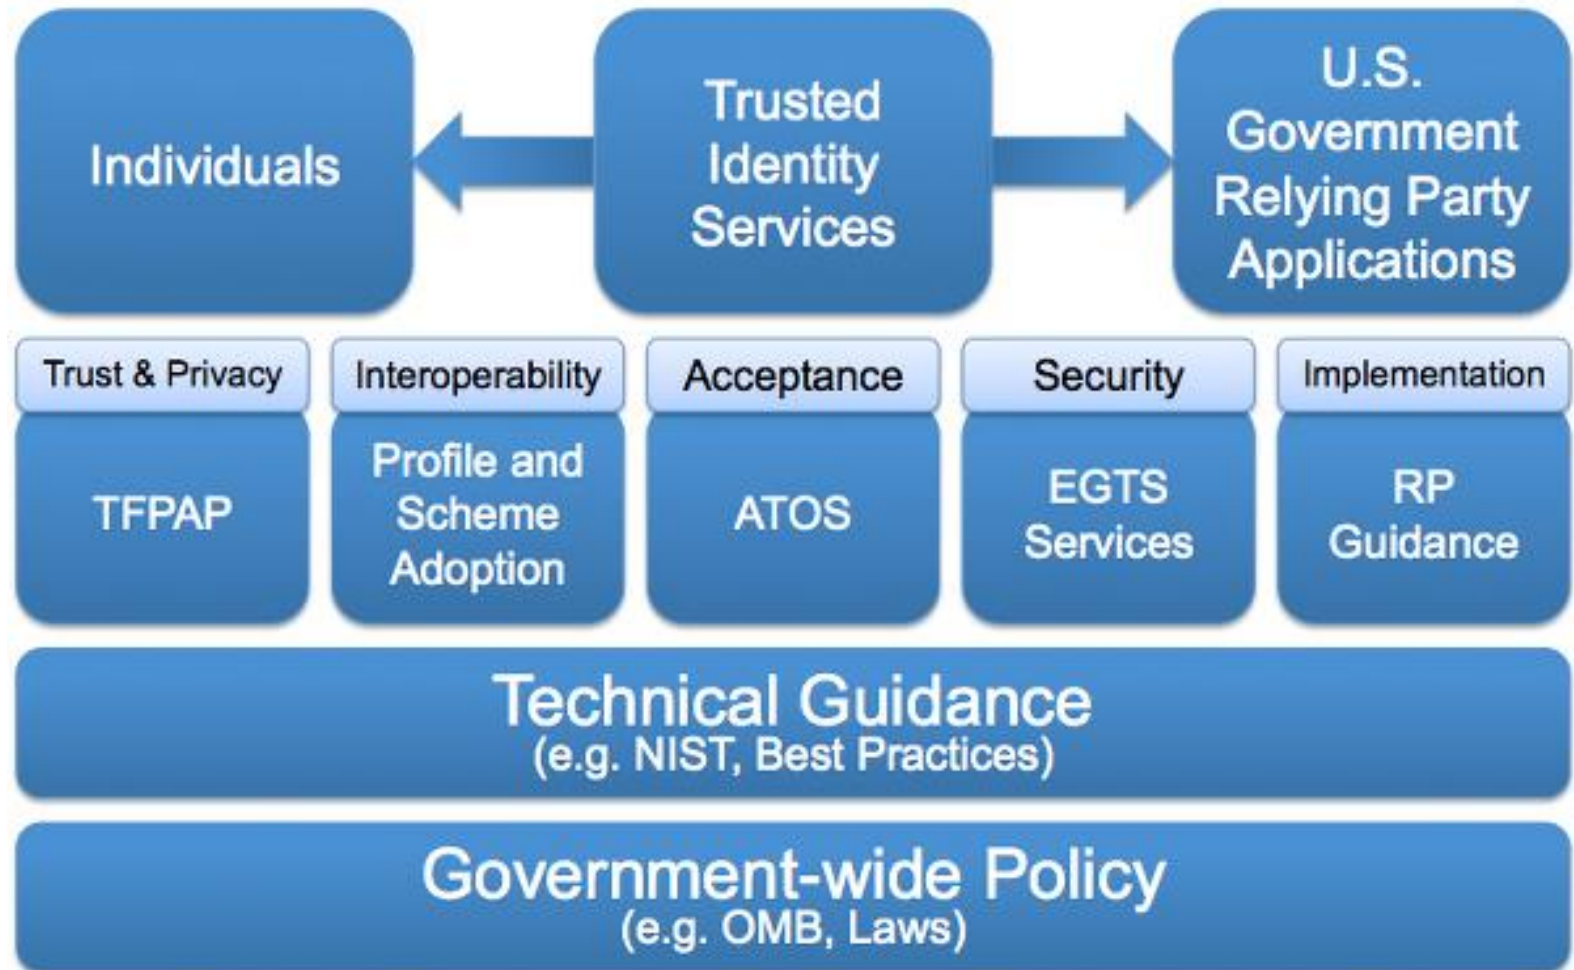 Individuals
Trusted
Identity
Services
U.S.
Government
Relying Party
Applications
Trust & Privacy
TFPAP
Interoperability
Profile and
Scheme
Adoption
Acceptance
ATOS
Security
EGTS
Services
Implementation
RP
Guidance
Technical Guidance
(e.g. NIST, Best Practices)
Government-wide Policy
(e.g. OMB, Laws)